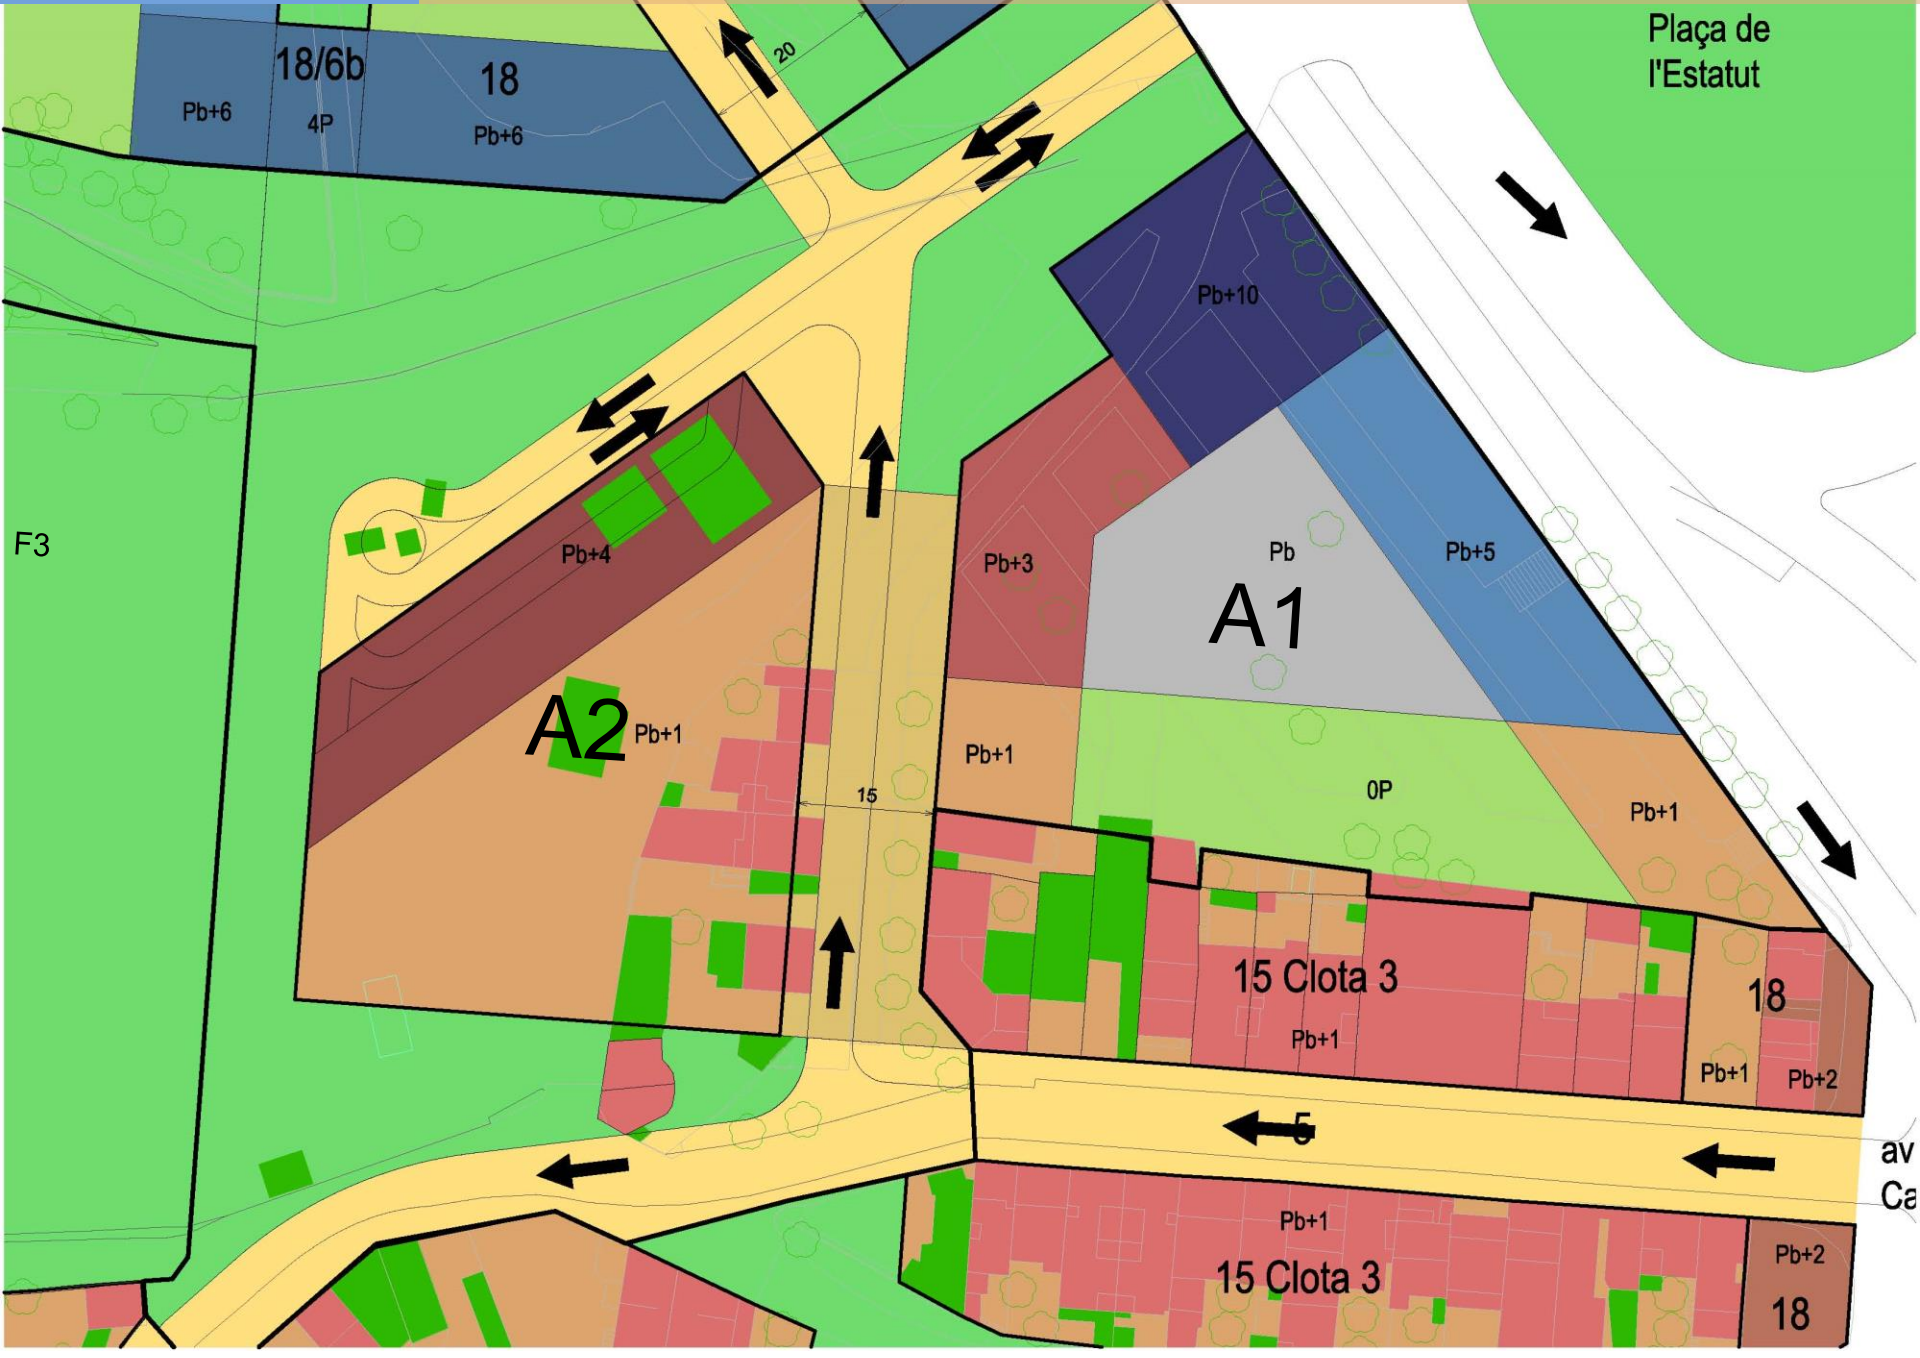 Plaça de
l'Estatut
20
18/6b
18
Pb+6
4P
Pb+6
Pb+10
F3
Pb+4
Pb+3
Pb
Pb+5
A1
A2
Pb+1
Pb+1
15
0P
Pb+1
15 Clota 3
Pb+1
18
Pb+1
Pb+2
5
av
Ca
Pb+1
15 Clota 3
Pb+2
18